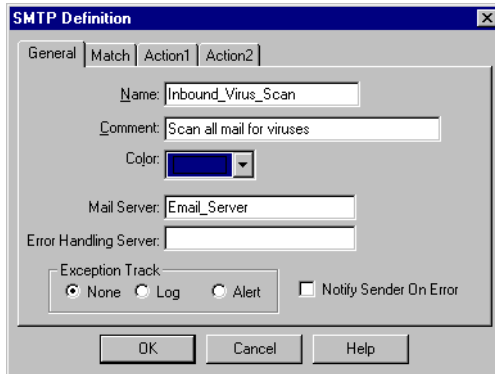 SMTP Definition
General Match Action1 Action2
Name: Inbound_Virus_Scan
Comment: Scan all mail for viruses
Color:
Mail Server: Email_Server
Error Handling Server:
Exception Track
None Log Alert
Notify Sender On Error
OK Cancel Help